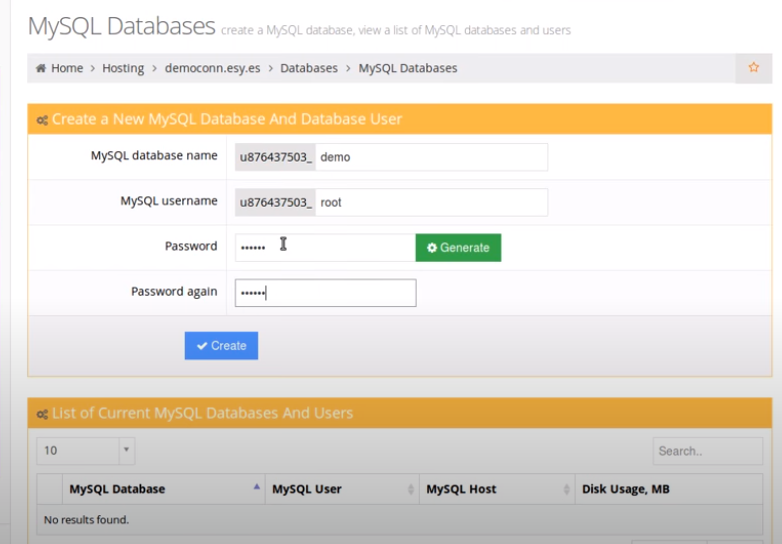 MySQL Databases create a MySQL database, view a list of MySQL databases and users
Home > Hosting > democonn.esy.es > Databases > MySQL Databases
Create a New MySQL Database And Database User
MySQL database name u876437503_ demo
MySQL username u876437503_ root
Password •••••• Generate
Password again ••••••
Create
List of Current MySQL Databases And Users
10 Search..
MySQL Database MySQL User MySQL Host Disk Usage, MB
No results found.